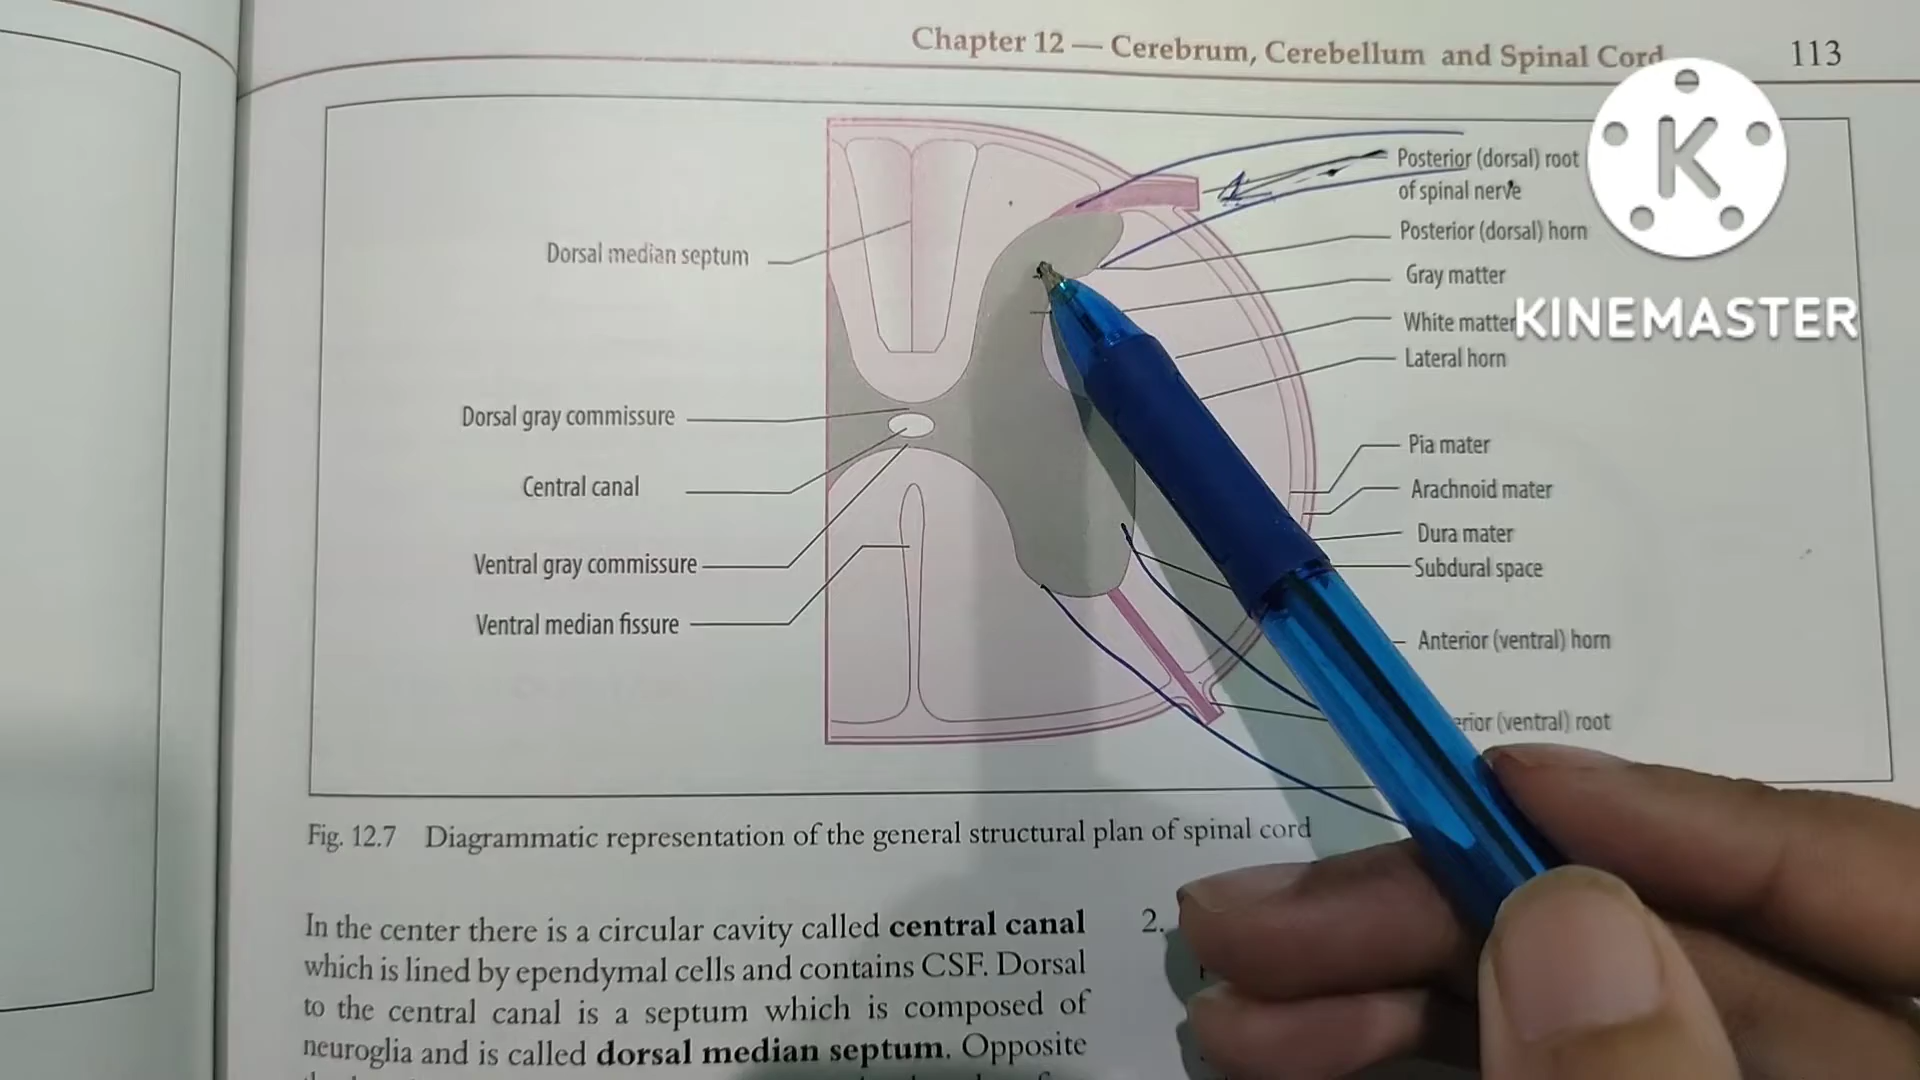 Chapter 12 — Cerebrum, Cerebellum and Spinal Cord 113
Dorsal median septum
Dorsal gray commissure
Central canal
Ventral gray commissure
Ventral median fissure
Posterior (dorsal) root
of spinal nerve
Posterior (dorsal) horn
Gray matter
White matter
Lateral horn
Pia mater
Arachnoid mater
Dura mater
Subdural space
Anterior (ventral) horn
erior (ventral) root
K
KINEMASTER
Fig. 12.7 Diagrammatic representation of the general structural plan of spinal cord
In the center there is a circular cavity called central canal
which is lined by ependymal cells and contains CSF. Dorsal
to the central canal is a septum which is composed of
neuroglia and is called dorsal median septum. Opposite
2.